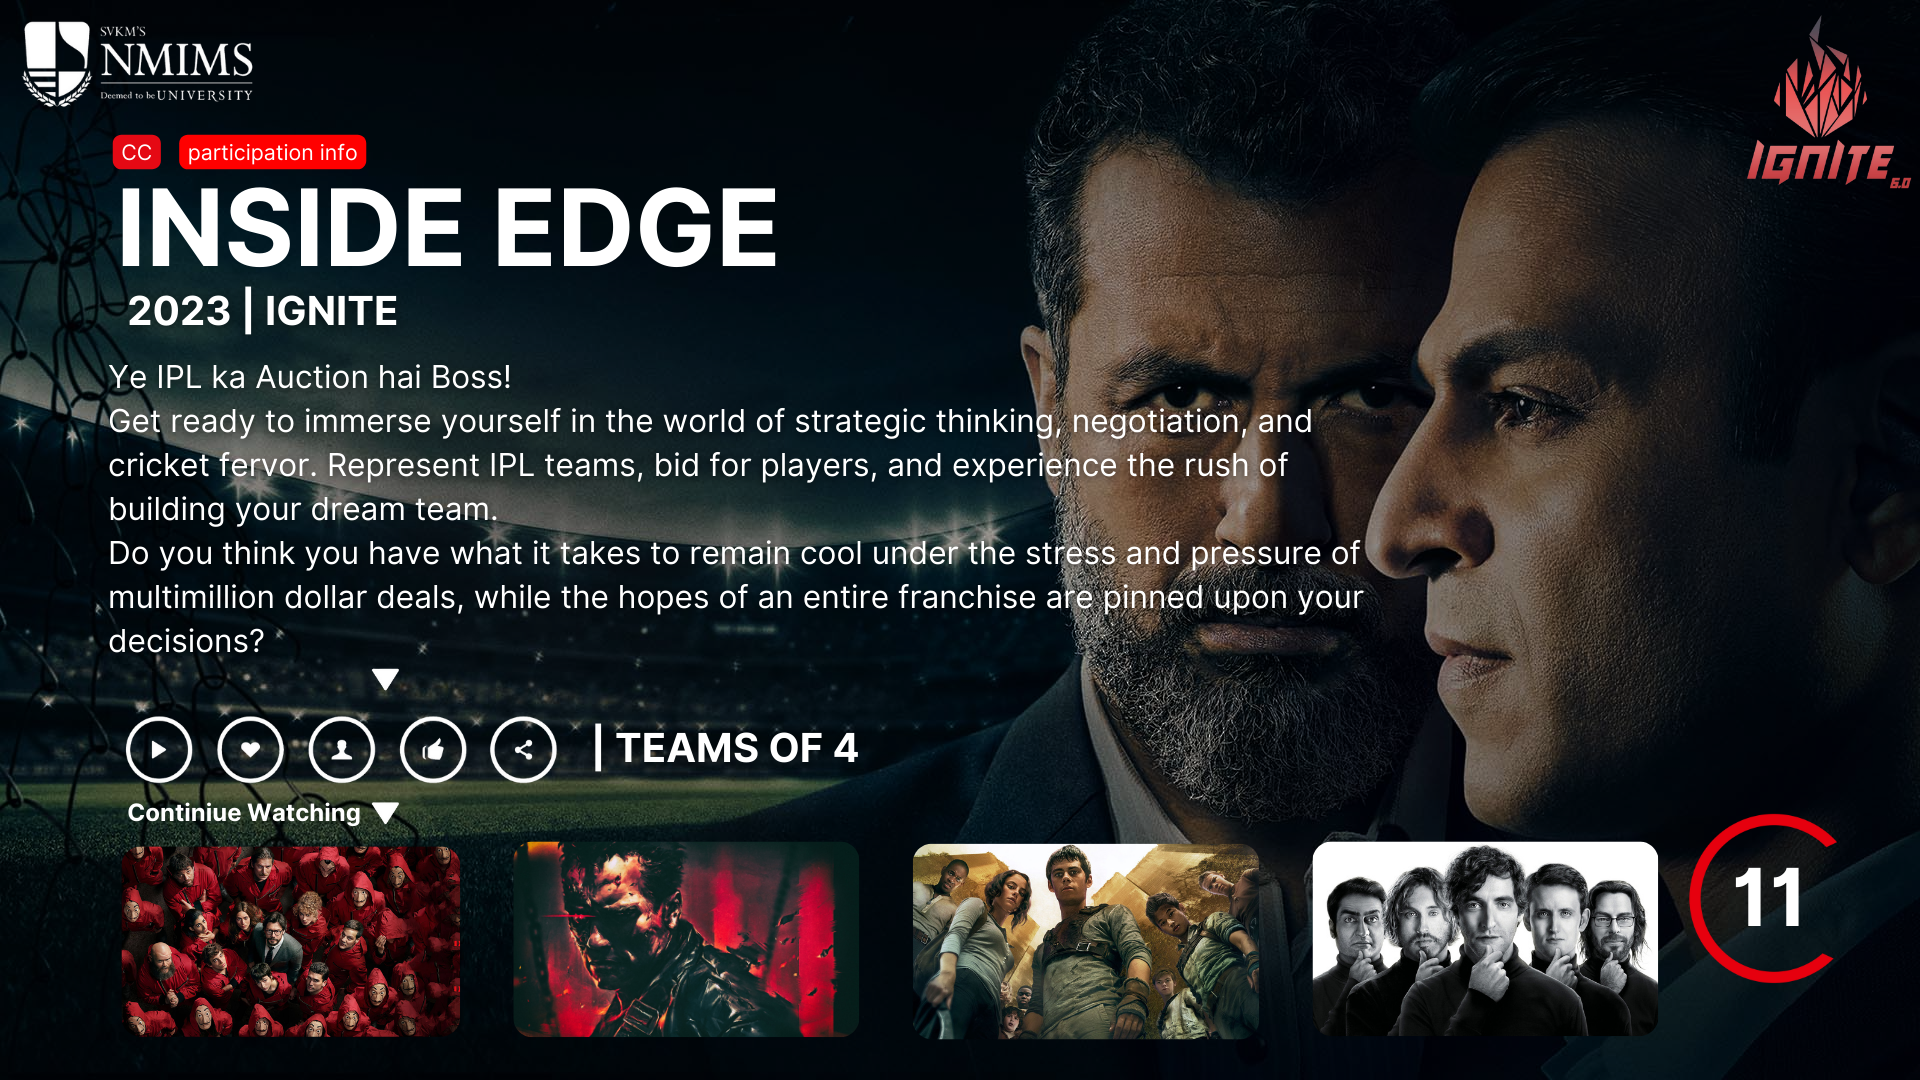 SVKM'S
NMIMS
Deemed to be UNIVERSITY
IGNITE
6.0
CC
participation info
INSIDE EDGE
2023 | IGNITE
Ye IPL ka Auction hai Boss!
Get ready to immerse yourself in the world of strategic thinking, negotiation, and
cricket fervor. Represent IPL teams, bid for players, and experience the rush of
building your dream team.
Do you think you have what it takes to remain cool under the stress and pressure of
multimillion dollar deals, while the hopes of an entire franchise are pinned upon your
decisions?
| TEAMS OF 4
Continiue Watching
11